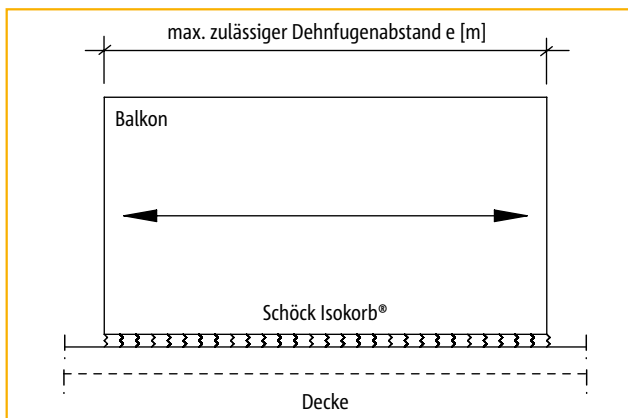 max. zulässiger Dehnfugenabstand e [m]
Balkon
Schöck Isokorb®
Decke